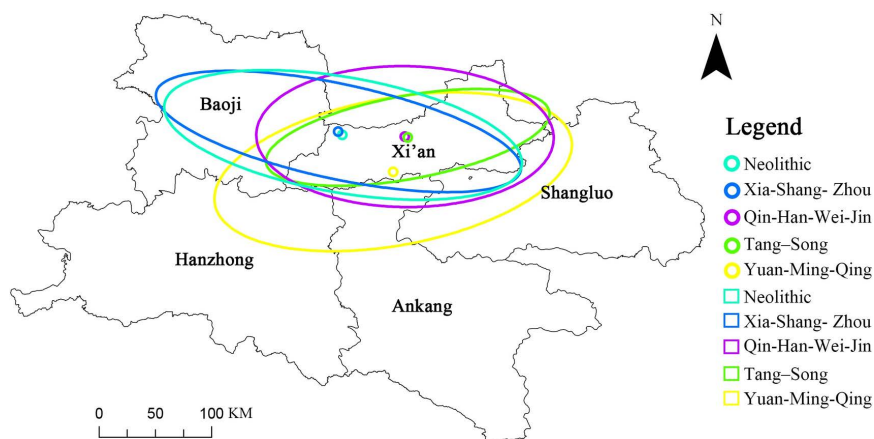 N
Baoji
Xi'an
Shangluo
Hanzhong
Ankang
0 50 100 KM
Legend
Neolithic
Xia-Shang- Zhou
Qin-Han-Wei-Jin
Tang–Song
Yuan-Ming-Qing
Neolithic
Xia-Shang- Zhou
Qin-Han-Wei-Jin
Tang–Song
Yuan-Ming-Qing